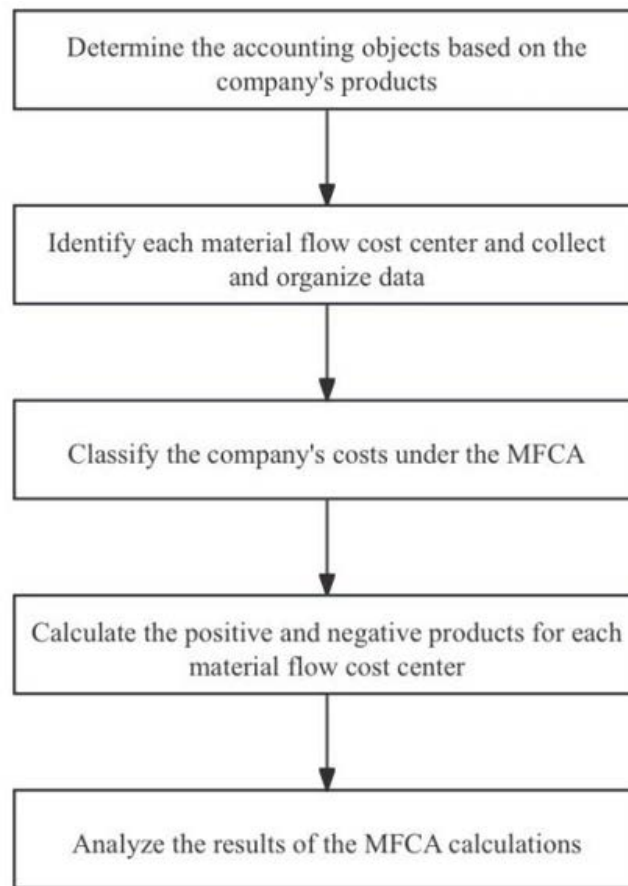 Determine the accounting objects based on the
company's products
Identify each material flow cost center and collect
and organize data
Classify the company's costs under the MFCA
Calculate the positive and negative products for each
material flow cost center
Analyze the results of the MFCA calculations